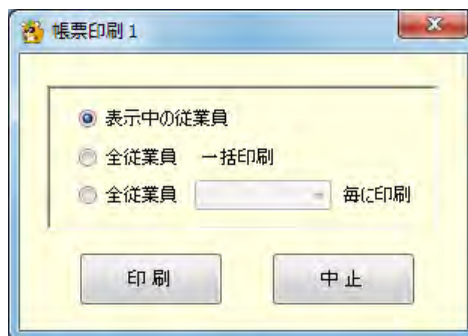 帳票印刷1
表示中の従業員
全従業員 一括印刷
全従業員 毎に印刷
印刷 中止